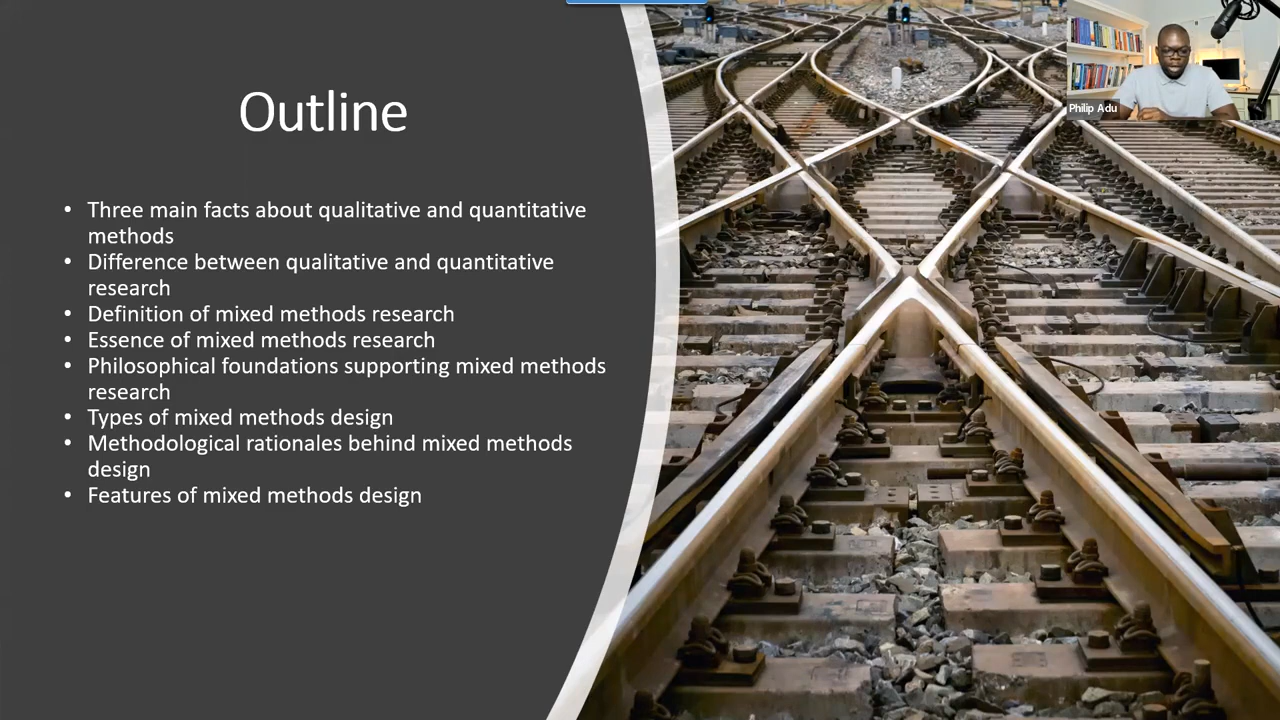 Outline
• Three main facts about qualitative and quantitative
methods
• Difference between qualitative and quantitative
research
• Definition of mixed methods research
• Essence of mixed methods research
• Philosophical foundations supporting mixed methods
research
• Types of mixed methods design
• Methodological rationales behind mixed methods
design
• Features of mixed methods design
Philip Adu